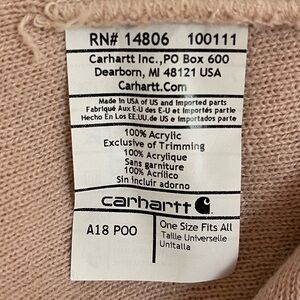 RN# 14806 100111
Carhartt Inc.,PO Box 600
Dearborn, MI 48121 USA
Carhartt.Com
Made in USA of US and Imported parts
Fabriqué Aux E-U des E-U et importés partie
Hecho En Los EE.UU.de US e Importados parte
100% Acrylic
Exclusive of Trimming
100% Acrylique
Sans garniture
100% Acrílico
Sin incluir adorno
carhartt
A18 POO
One Size Fits All
Taille Universelle
Unitalla